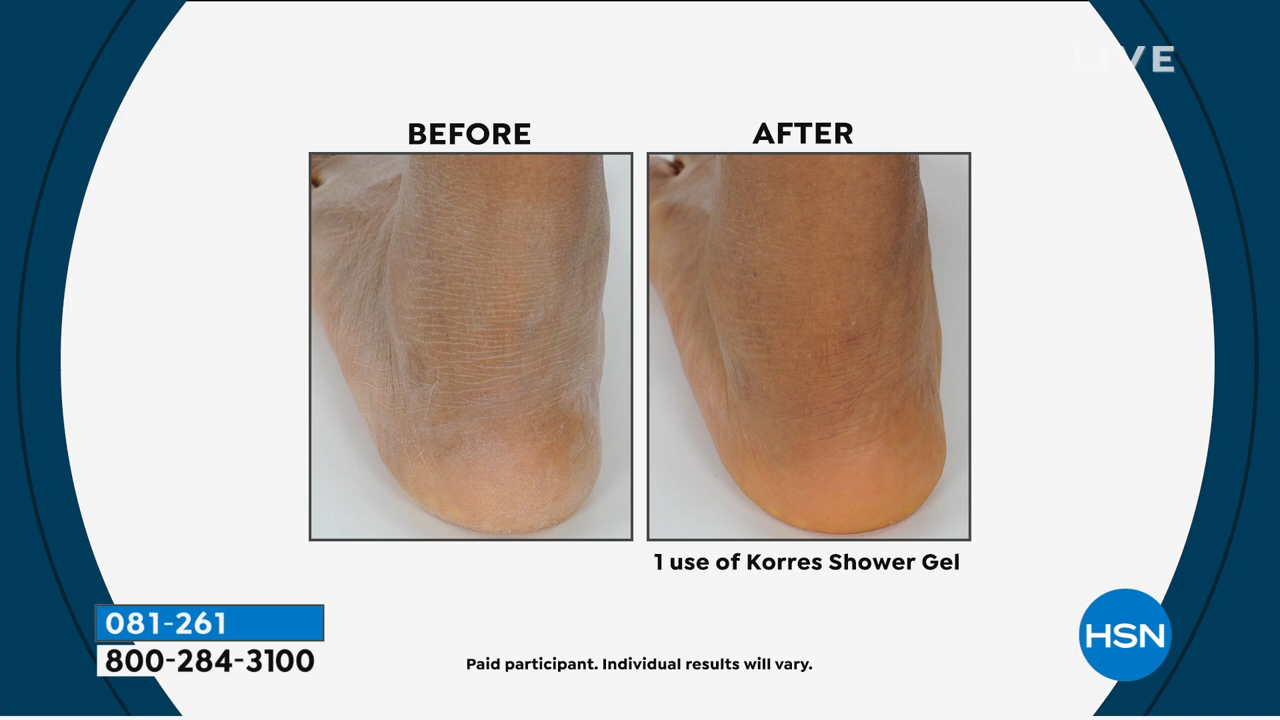 LIVE
BEFORE
AFTER
1 use of Korres Shower Gel
081-261
800-284-3100
Paid participant. Individual results will vary.
HSN